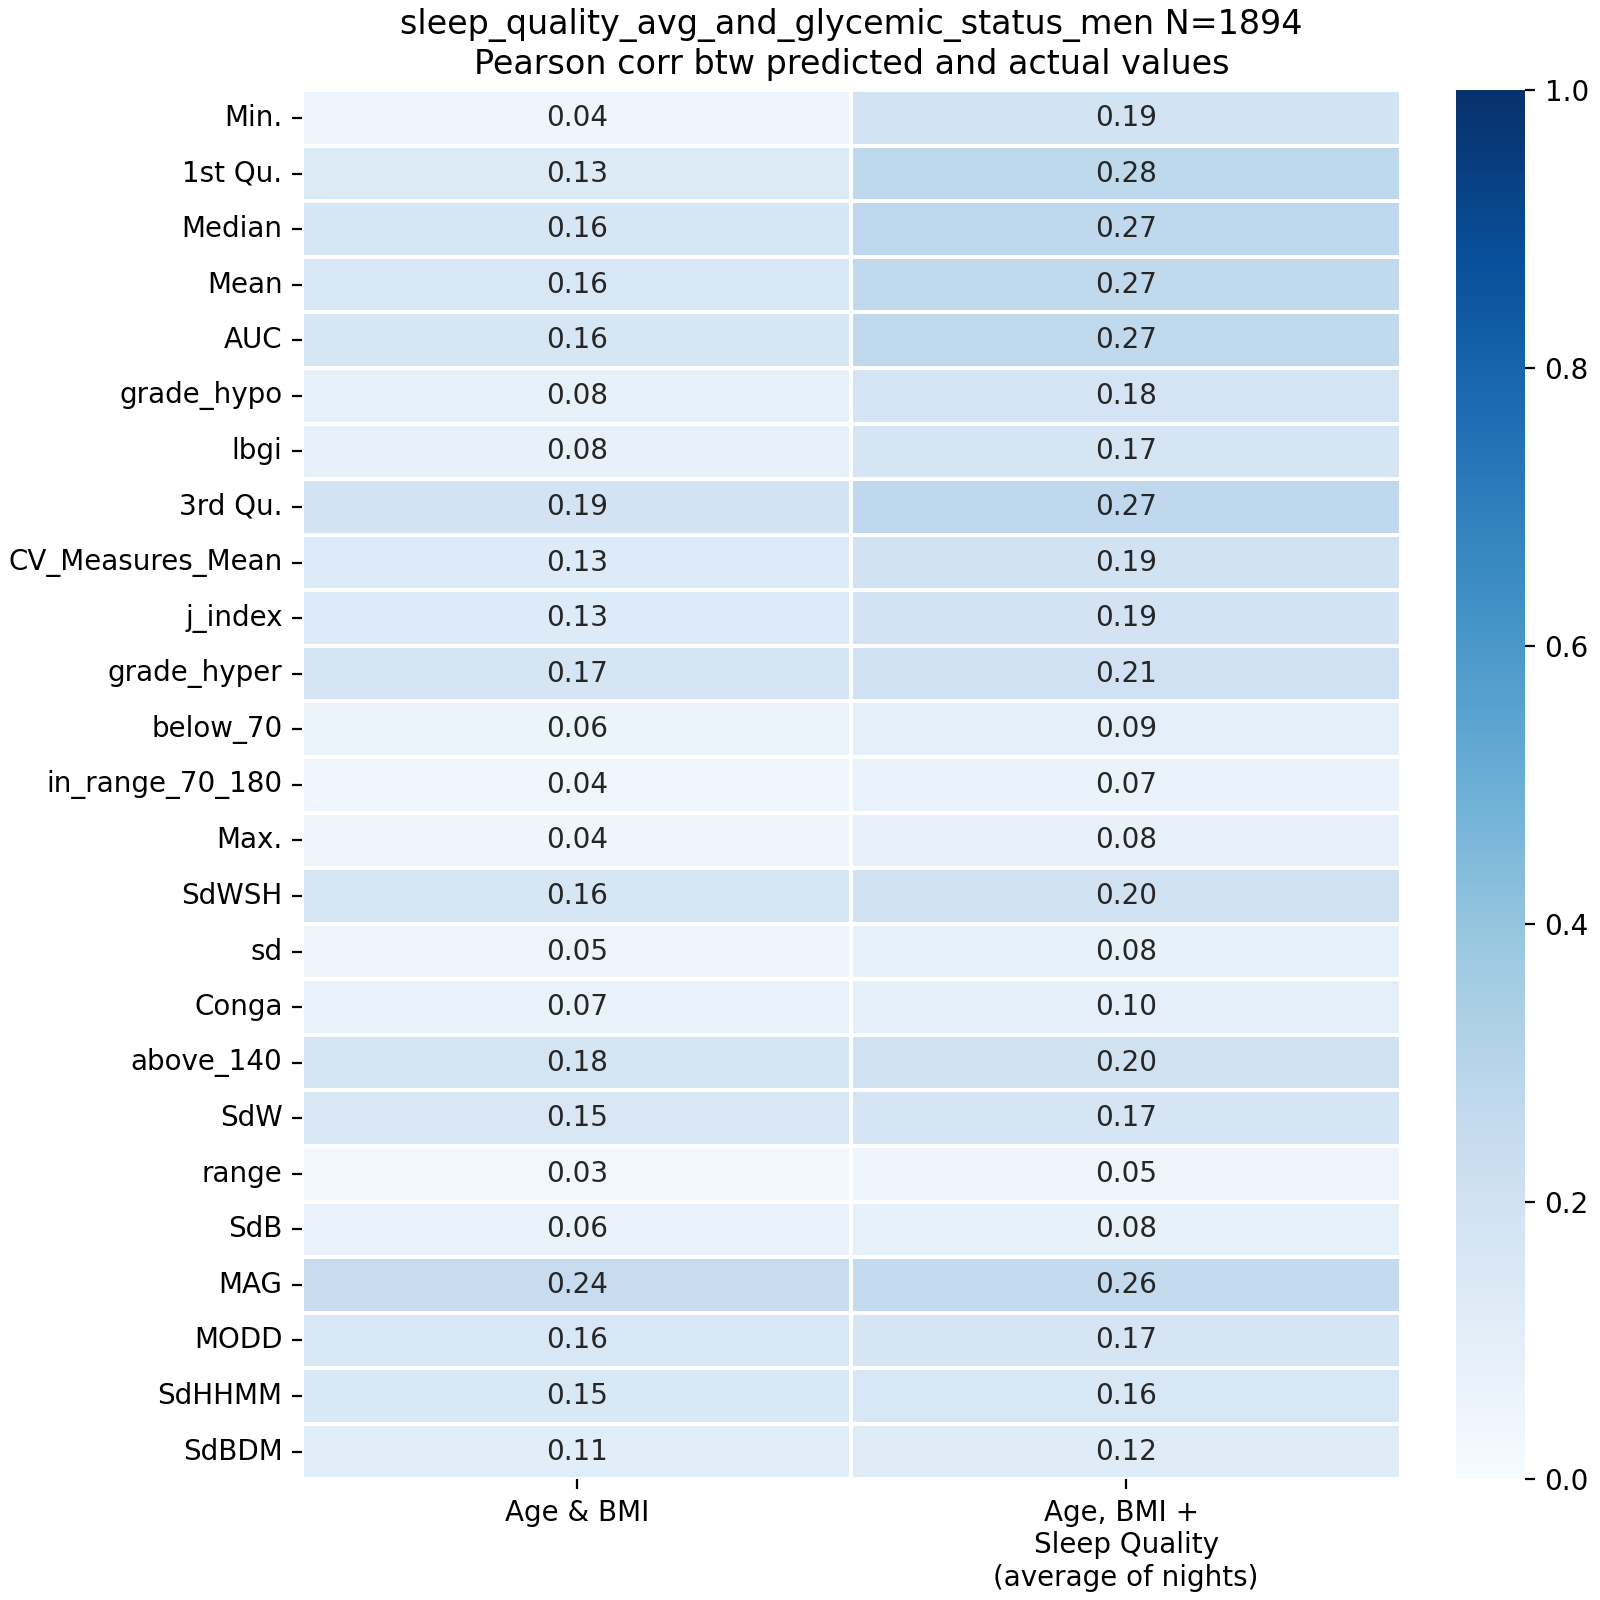 sleep_quality_avg_and_glycemic_status_men N=1894
Pearson corr btw predicted and actual values
Min. 0.04 0.19
1st Qu. 0.13 0.28
Median 0.16 0.27
Mean 0.16 0.27
AUC 0.16 0.27
grade_hypo 0.08 0.18
lbgi 0.08 0.17
3rd Qu. 0.19 0.27
CV_Measures_Mean 0.13 0.19
j_index 0.13 0.19
grade_hyper 0.17 0.21
below_70 0.06 0.09
in_range_70_180 0.04 0.07
Max. 0.04 0.08
SdWSH 0.16 0.20
sd 0.05 0.08
Conga 0.07 0.10
above_140 0.18 0.20
SdW 0.15 0.17
range 0.03 0.05
SdB 0.06 0.08
MAG 0.24 0.26
MODD 0.16 0.17
SdHHMM 0.15 0.16
SdBDM 0.11 0.12
Age & BMI
Age, BMI +
Sleep Quality
(average of nights)
1.0
0.8
0.6
0.4
0.2
0.0